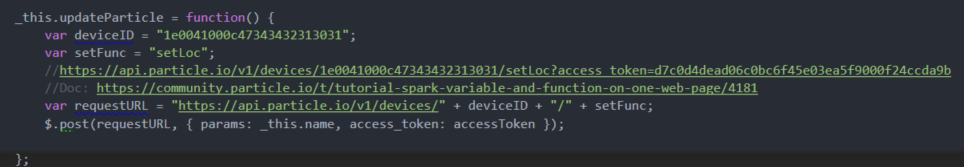 _this.updateParticle = function() {
var deviceID = "1e0041000c47343432313031";
var setFunc = "setLoc";
//https://api.particle.io/v1/devices/1e0041000c47343432313031/setLoc?access_token=d7c0d4dead06c0bc6f45e03ea5f9000f24ccda9b
//Doc: https://community.particle.io/t/tutorial-spark-variable-and-function-on-one-web-page/4181
var requestURL = "https://api.particle.io/v1/devices/" + deviceID + "/" + setFunc;
$.post(requestURL, { params: _this.name, access_token: accessToken });
};